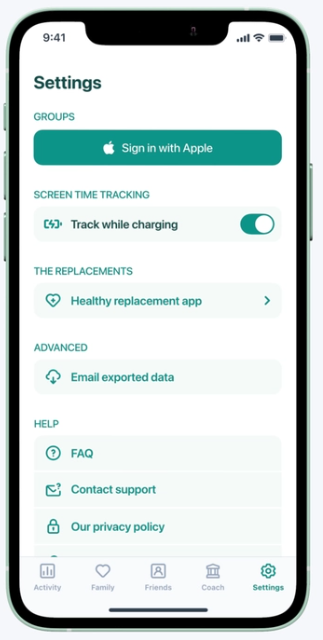 9:41
Settings
GROUPS
Sign in with Apple
SCREEN TIME TRACKING
Track while charging
THE REPLACEMENTS
Healthy replacement app
ADVANCED
Email exported data
HELP
FAQ
Contact support
Our privacy policy
Activity Family Friends Coach Settings